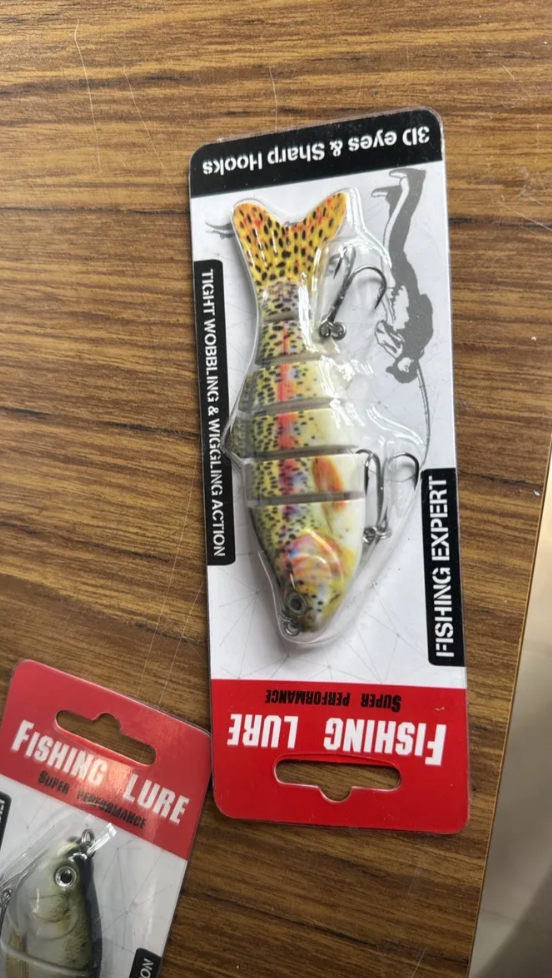 FISHING LURE
SUPER PERFORMANCE
FISHING EXPERT
TIGHT WOBBLING & WIGGLING ACTION
3D eyes & Sharp Hooks
FISHING LURE
SUPER PERFORMANCE